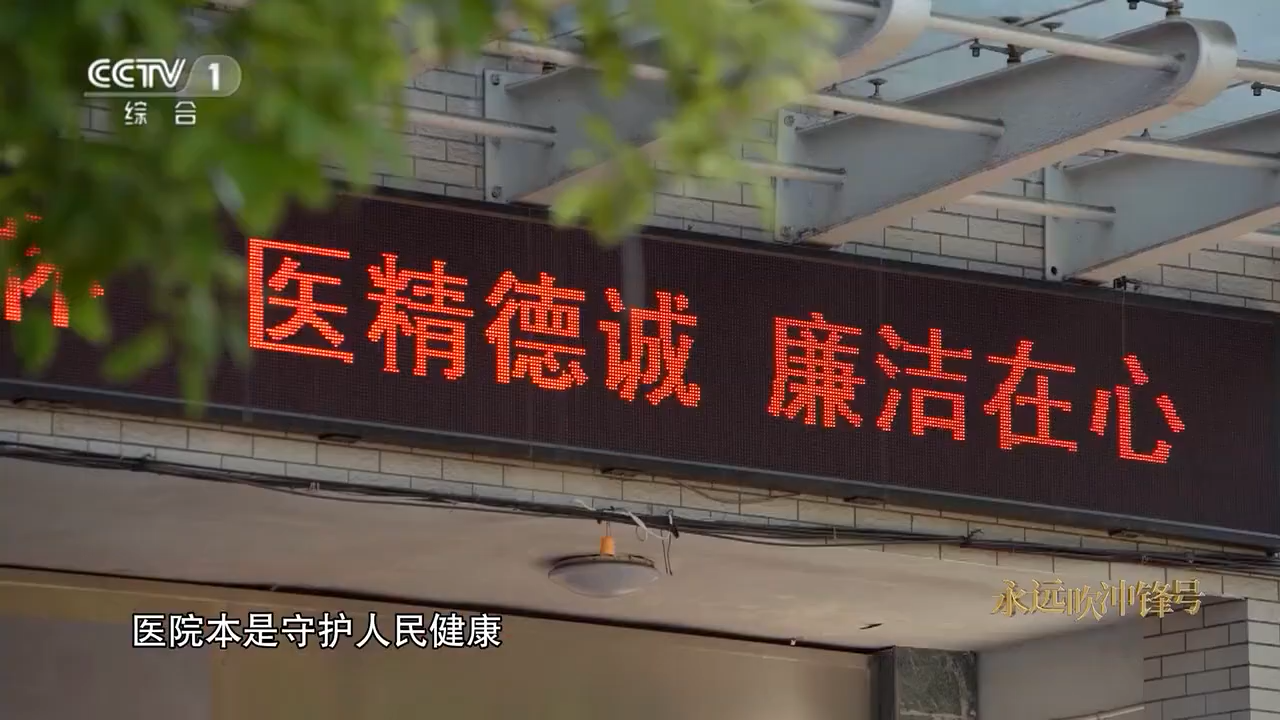 CCTV 1
综合
医精德诚 廉洁在心
永远吹冲锋号
医院本是守护人民健康